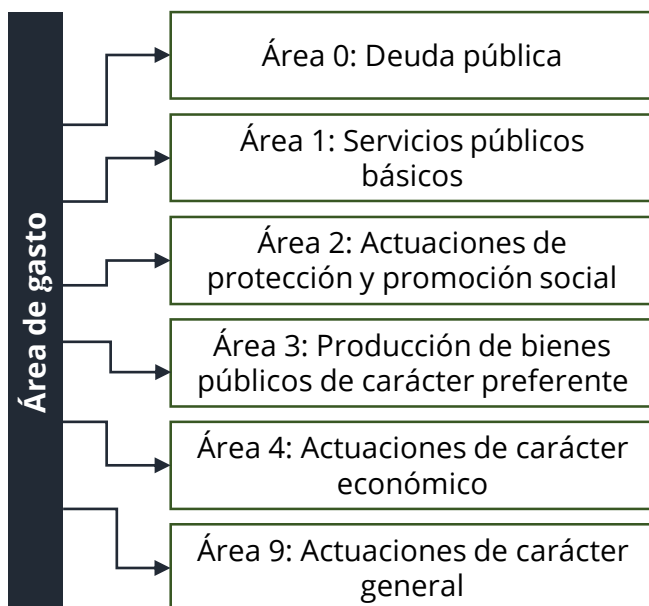 Área de gasto
Área 0: Deuda pública
Área 1: Servicios públicos
básicos
Área 2: Actuaciones de
protección y promoción social
Área 3: Producción de bienes
públicos de carácter preferente
Área 4: Actuaciones de carácter
económico
Área 9: Actuaciones de carácter
general